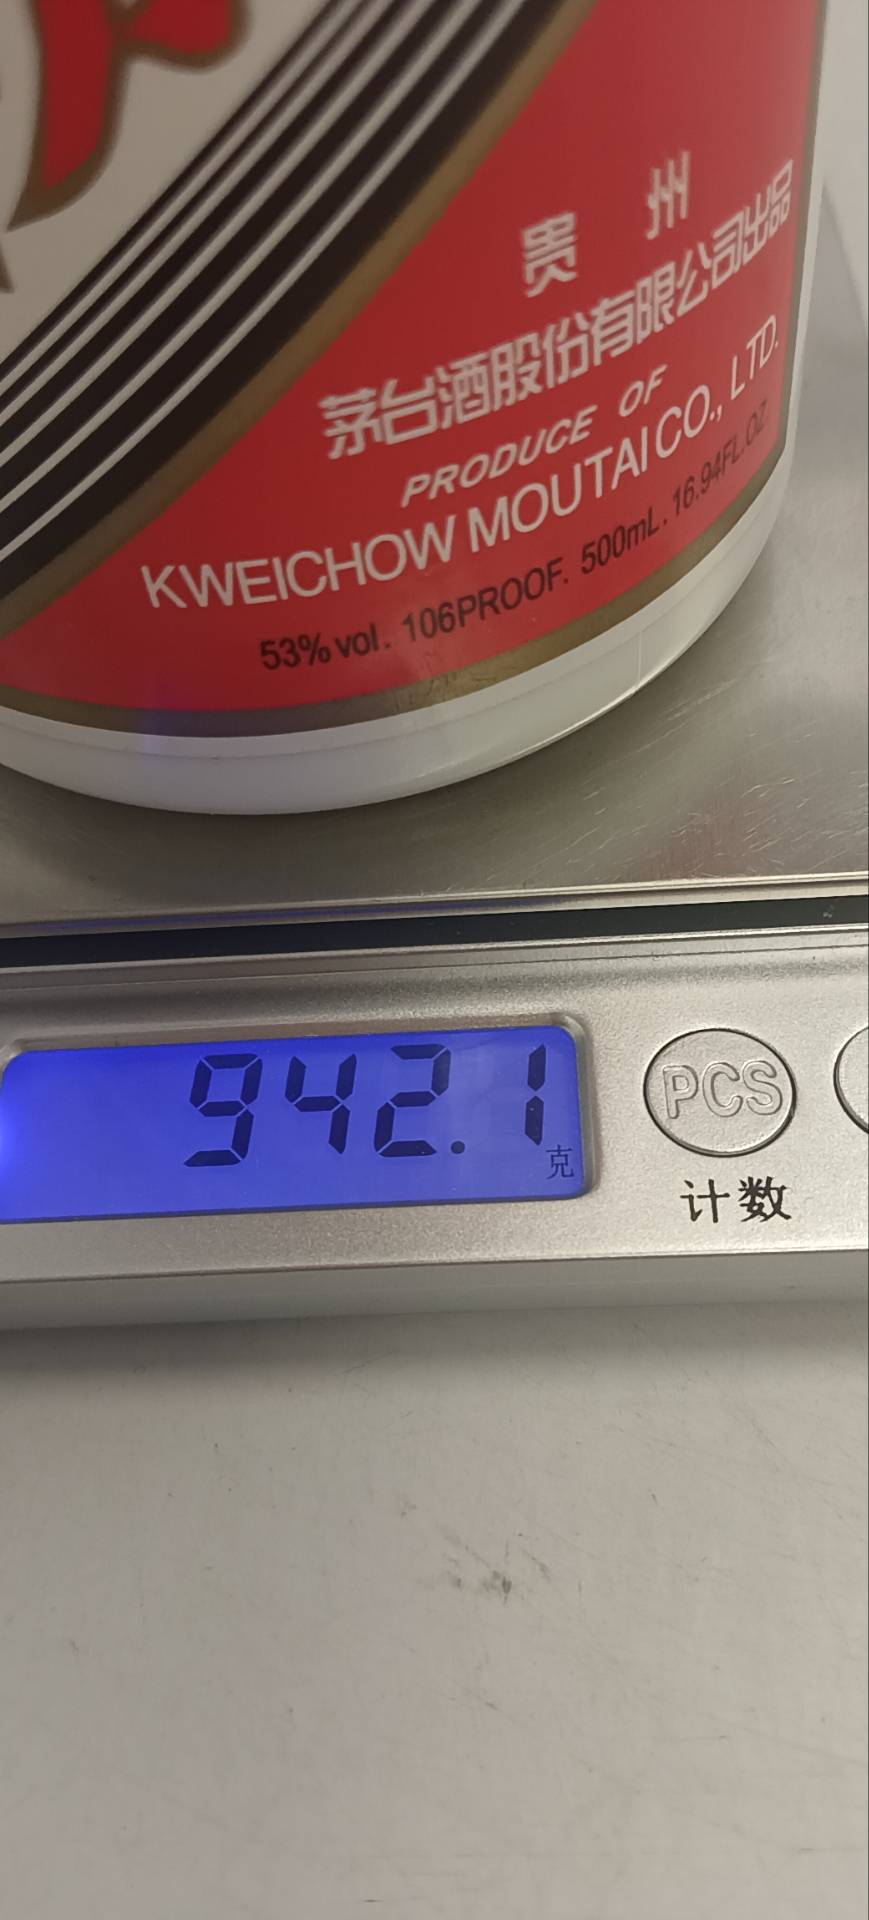 贵 州
茅台酒股份有限公司出品
PRODUCE OF
KWEICHOW MOUTAI CO., LTD.
53% vol. 106PROOF. 500mL. 16.94FL.OZ.
942.1
克
PCS
计数